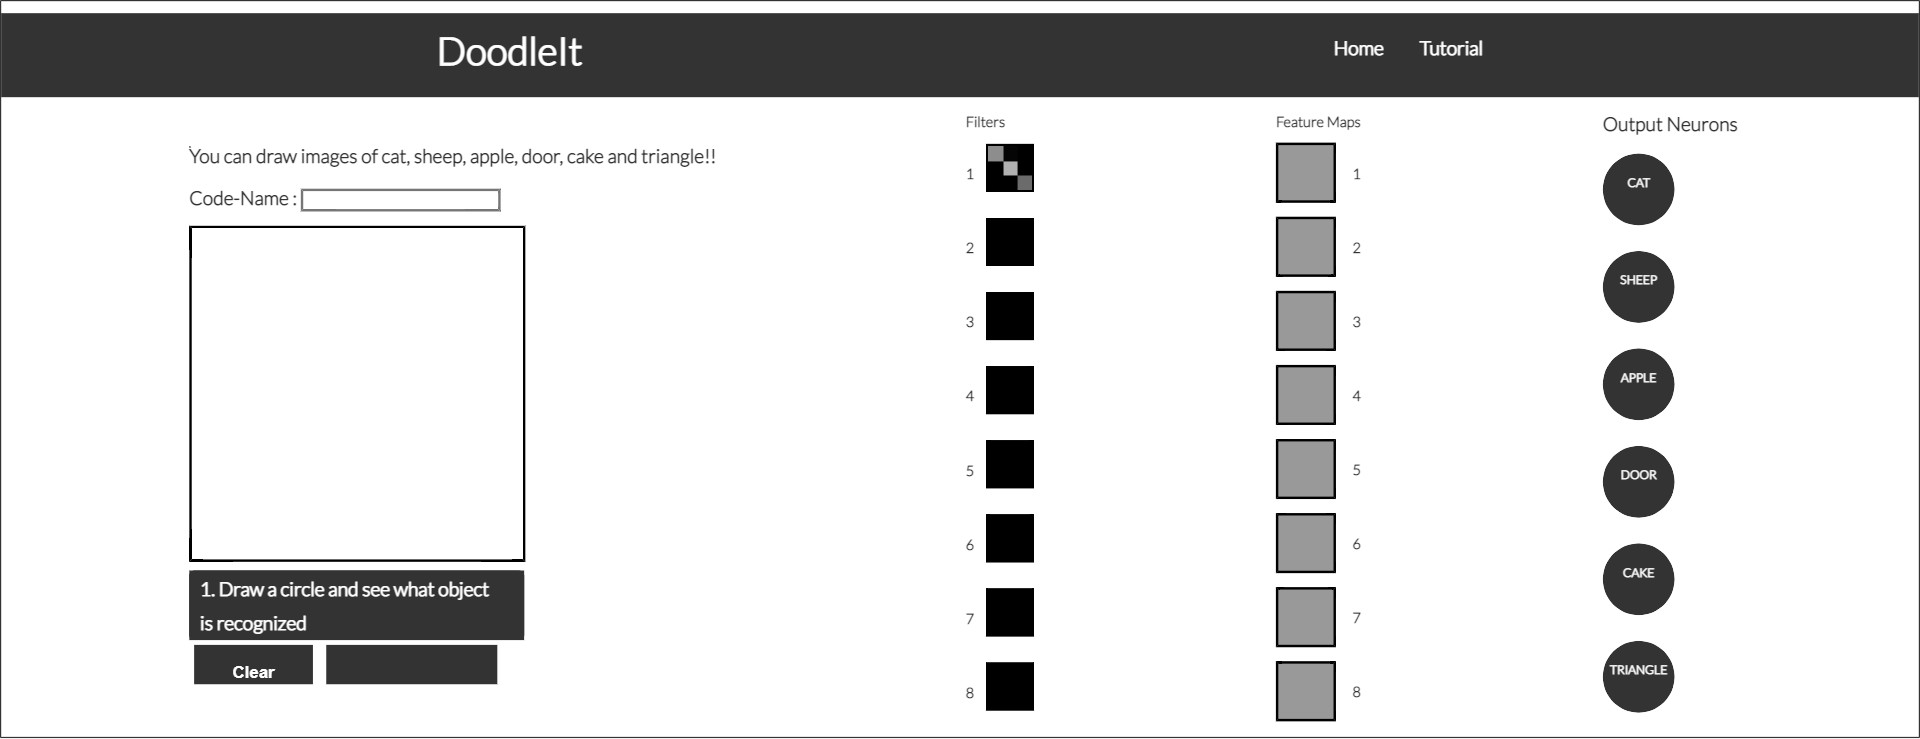 DoodleIt
Home Tutorial
You can draw images of cat, sheep, apple, door, cake and triangle!!
Code-Name :
1. Draw a circle and see what object
is recognized
Clear
Filters
1
2
3
4
5
6
7
8
Feature Maps
1
2
3
4
5
6
7
8
Output Neurons
CAT
SHEEP
APPLE
DOOR
CAKE
TRIANGLE